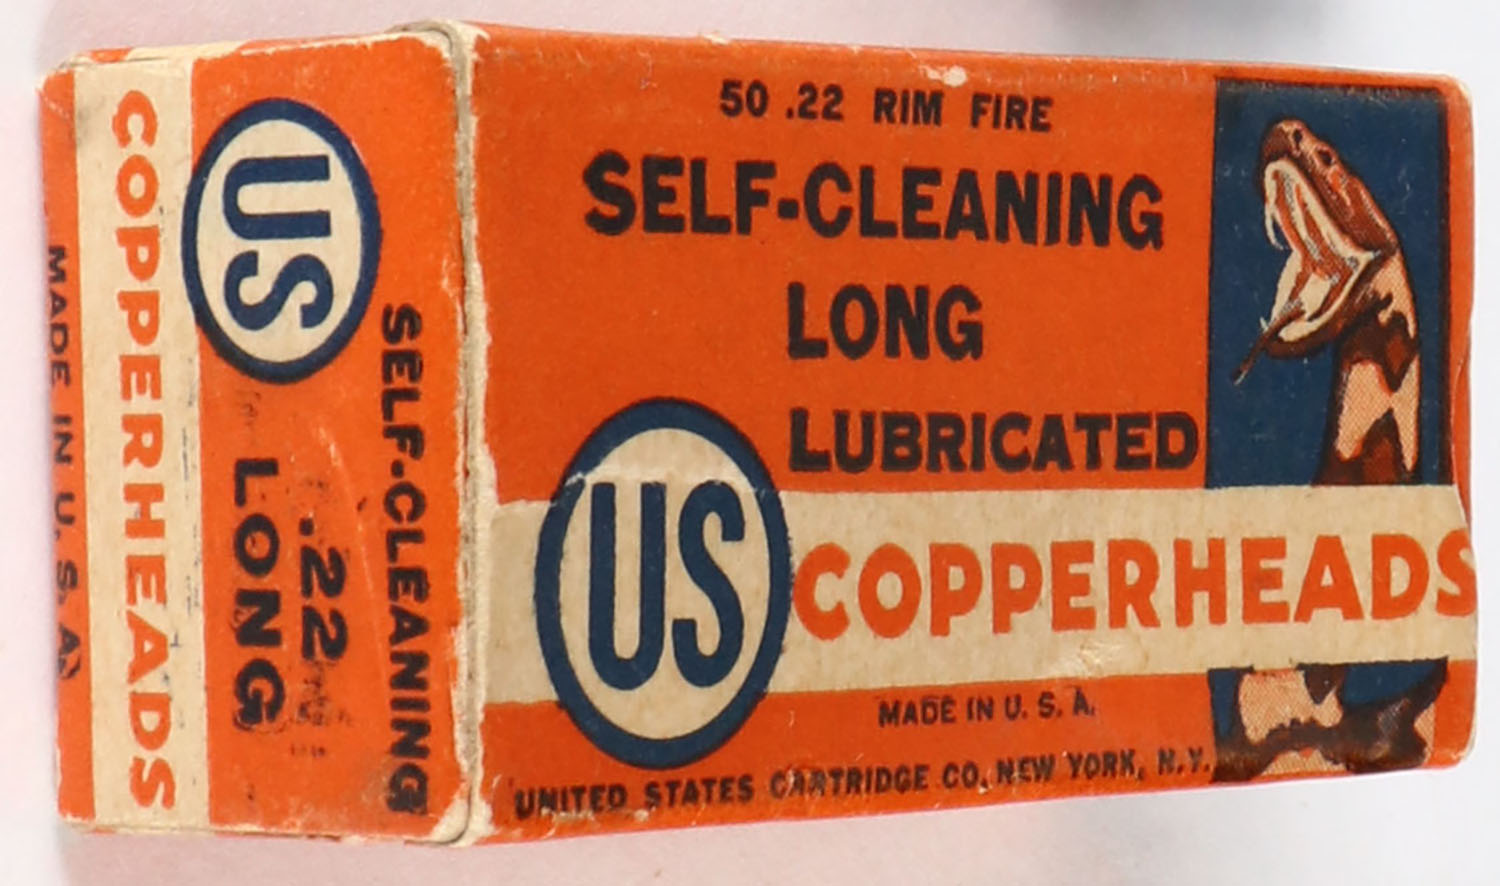 50 .22 RIM FIRE
SELF-CLEANING
LONG
LUBRICATED
US
COPPERHEADS
MADE IN U. S. A.
UNITED STATES CARTRIDGE CO. NEW YORK, N.Y.
SELF-CLEANING
US
.22
LONG
COPPERHEADS
MADE IN U. S. A.